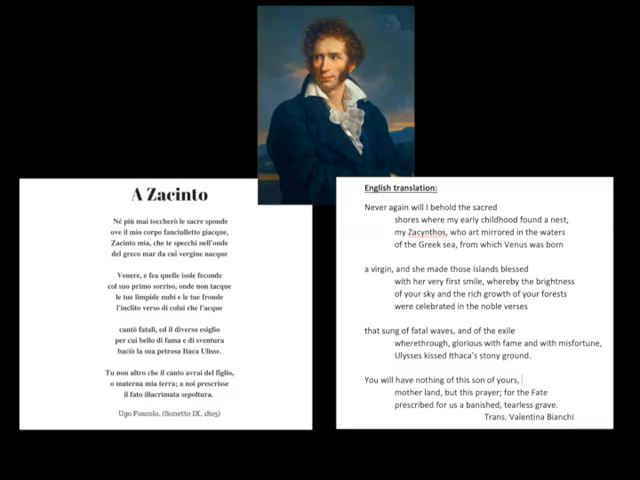 A Zacinto
Né più mai toccherò le sacre sponde
ove il mio corpo fanciulletto giacque,
Zacinto mia, che te specchi nell'onde
del greco mar da cui vergine nacque
Venere, e fea quelle isole feconde
col suo primo sorriso, onde non tacque
le tue limpide nubi e le tue fronde
l'inclito verso di colui che l'acque
cantò fatali, ed il diverso esiglio
per cui bello di fama e di sventura
baciò la sua petrosa Itaca Ulisse.
Tu non altro che il canto avrai del figlio,
o materna mia terra; a noi prescrisse
il fato illacrimata sepoltura.
Ugo Foscolo, (Sonetto IX, 1803)
English translation:
Never again will I behold the sacred
shores where my early childhood found a nest,
my Zacynthos, who art mirrored in the waters
of the Greek sea, from which Venus was born
a virgin, and she made those islands blessed
with her very first smile, whereby the brightness
of your sky and the rich growth of your forests
were celebrated in the noble verses
that sung of fatal waves, and of the exile
wherethrough, glorious with fame and with misfortune,
Ulysses kissed Ithaca's stony ground.
You will have nothing of this son of yours,
mother land, but this prayer; for the Fate
prescribed for us a banished, tearless grave.
Trans. Valentina Bianchi